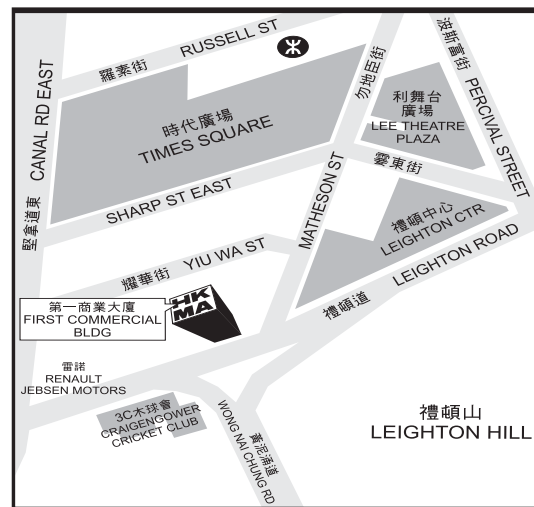 羅素街 RUSSELL ST
堅拿道東 CANAL RD EAST
時代廣場
TIMES SQUARE
勿地臣街
MATHESON ST
波斯富街 PERCIVAL STREET
利舞台
廣場
LEE THEATRE
PLAZA
SHARP ST EAST
霎東街
禮頓中心
LEIGHTON CTR
耀華街 YIU WA ST
禮頓道 LEIGHTON ROAD
第一商業大廈
FIRST COMMERCIAL
BLDG
HK
MA
雷諾
RENAULT
JEBSEN MOTORS
3C木球會
CRAIGENGOWER
CRICKET CLUB
黃泥涌道
WONG NAI CHUNG RD
禮頓山
LEIGHTON HILL